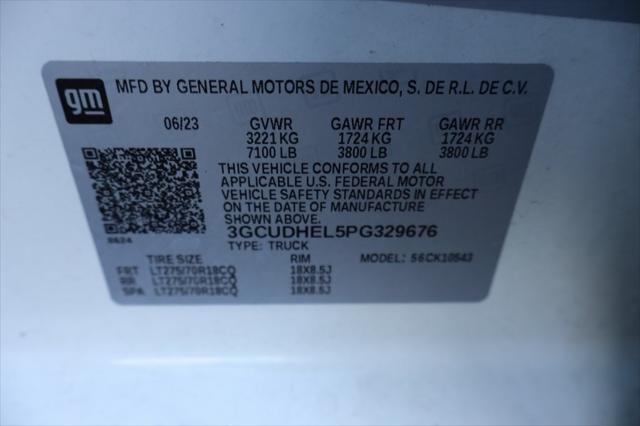 gm MFD BY GENERAL MOTORS DE MEXICO, S. DE R.L. DE C.V.
06/23 GVWR GAWR FRT GAWR RR
3221 KG 1724 KG 1724 KG
7100 LB 3800 LB 3800 LB
THIS VEHICLE CONFORMS TO ALL
APPLICABLE U.S. FEDERAL MOTOR
VEHICLE SAFETY STANDARDS IN EFFECT
ON THE DATE OF MANUFACTURE
SHOWN ABOVE.
3GCUDHEL5PG329676
8624 TYPE: TRUCK
TIRE SIZE RIM MODEL: 56CK10543
FRT LT275/70R18CQ 18X8.5J
RR LT275/70R18CQ 18X8.5J
SPA LT275/70R18CQ 18X8.5J